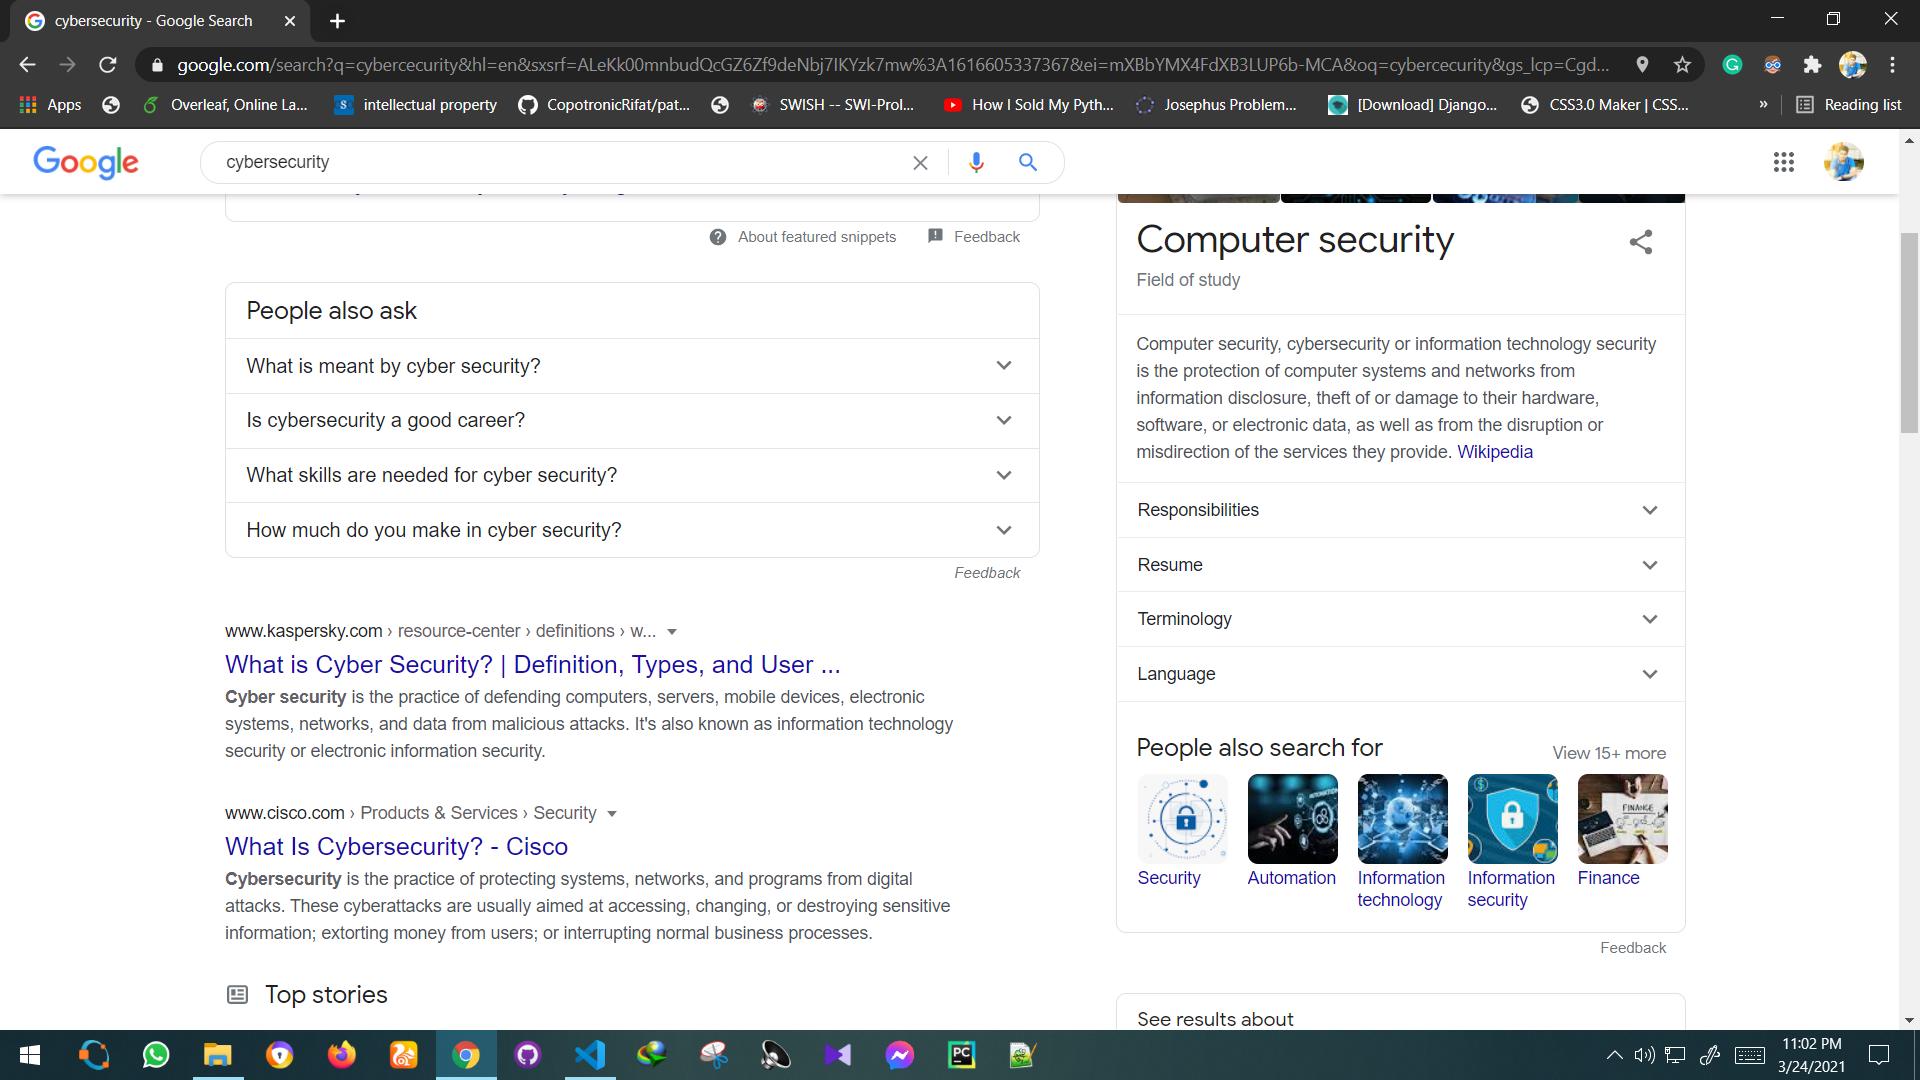 cybersecurity - Google Search
google.com/search?q=cybercecurity&hl=en&sxsrf=ALeKk00mnbudQcGZ6Zf9deNbj7IKYzk7mw%3A1616605337367&ei=mXBbYMX4FdXB3LUP6b-MCA&oq=cybercecurity&gs_lcp=Cgd...
Apps
Overleaf, Online La...
intellectual property
CopotronicRifat/pat...
SWISH -- SWI-Prol...
How I Sold My Pyth...
Josephus Problem...
[Download] Django...
CSS3.0 Maker | CSS...
»
Reading list
Google
cybersecurity
About featured snippets
Feedback
People also ask
What is meant by cyber security?
Is cybersecurity a good career?
What skills are needed for cyber security?
How much do you make in cyber security?
Feedback
www.kaspersky.com › resource-center › definitions › w...
What is Cyber Security? | Definition, Types, and User ...
Cyber security is the practice of defending computers, servers, mobile devices, electronic
systems, networks, and data from malicious attacks. It's also known as information technology
security or electronic information security.
www.cisco.com › Products & Services › Security
What Is Cybersecurity? - Cisco
Cybersecurity is the practice of protecting systems, networks, and programs from digital
attacks. These cyberattacks are usually aimed at accessing, changing, or destroying sensitive
information; extorting money from users; or interrupting normal business processes.
Top stories
Computer security
Field of study
Computer security, cybersecurity or information technology security
is the protection of computer systems and networks from
information disclosure, theft of or damage to their hardware,
software, or electronic data, as well as from the disruption or
misdirection of the services they provide. Wikipedia
Responsibilities
Resume
Terminology
Language
People also search for
View 15+ more
FINANCE
Security
Automation
Information
technology
Information
security
Finance
Feedback
See results about
PC
11:02 PM
3/24/2021